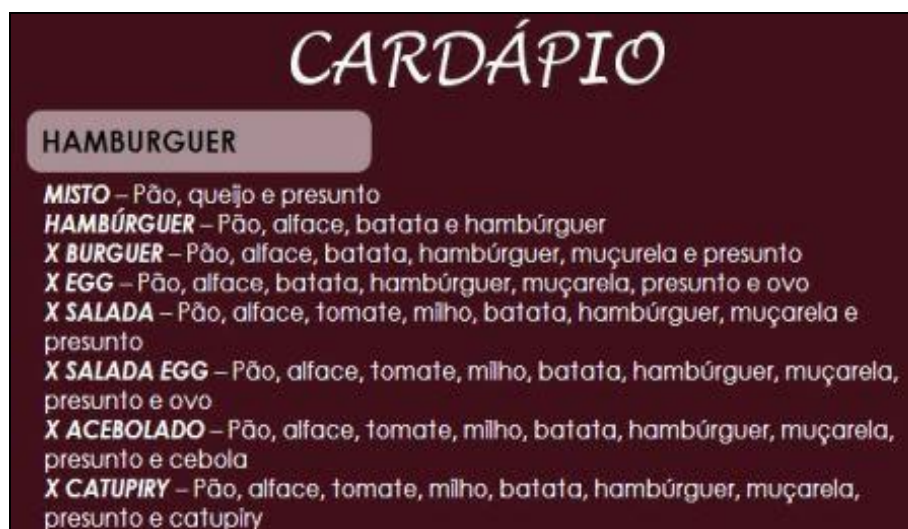 CARDÁPIO
HAMBURGUER
MISTO – Pão, queijo e presunto
HAMBÚRGUER – Pão, alface, batata e hambúrguer
X BURGUER – Pão, alface, batata, hambúrguer, muçurela e presunto
X EGG – Pão, alface, batata, hambúrguer, muçarela, presunto e ovo
X SALADA – Pão, alface, tomate, milho, batata, hambúrguer, muçarela e
presunto
X SALADA EGG – Pão, alface, tomate, milho, batata, hambúrguer, muçarela,
presunto e ovo
X ACEBOLADO – Pão, alface, tomate, milho, batata, hambúrguer, muçarela,
presunto e cebola
X CATUPIRY – Pão, alface, tomate, milho, batata, hambúrguer, muçarela,
presunto e catupiry